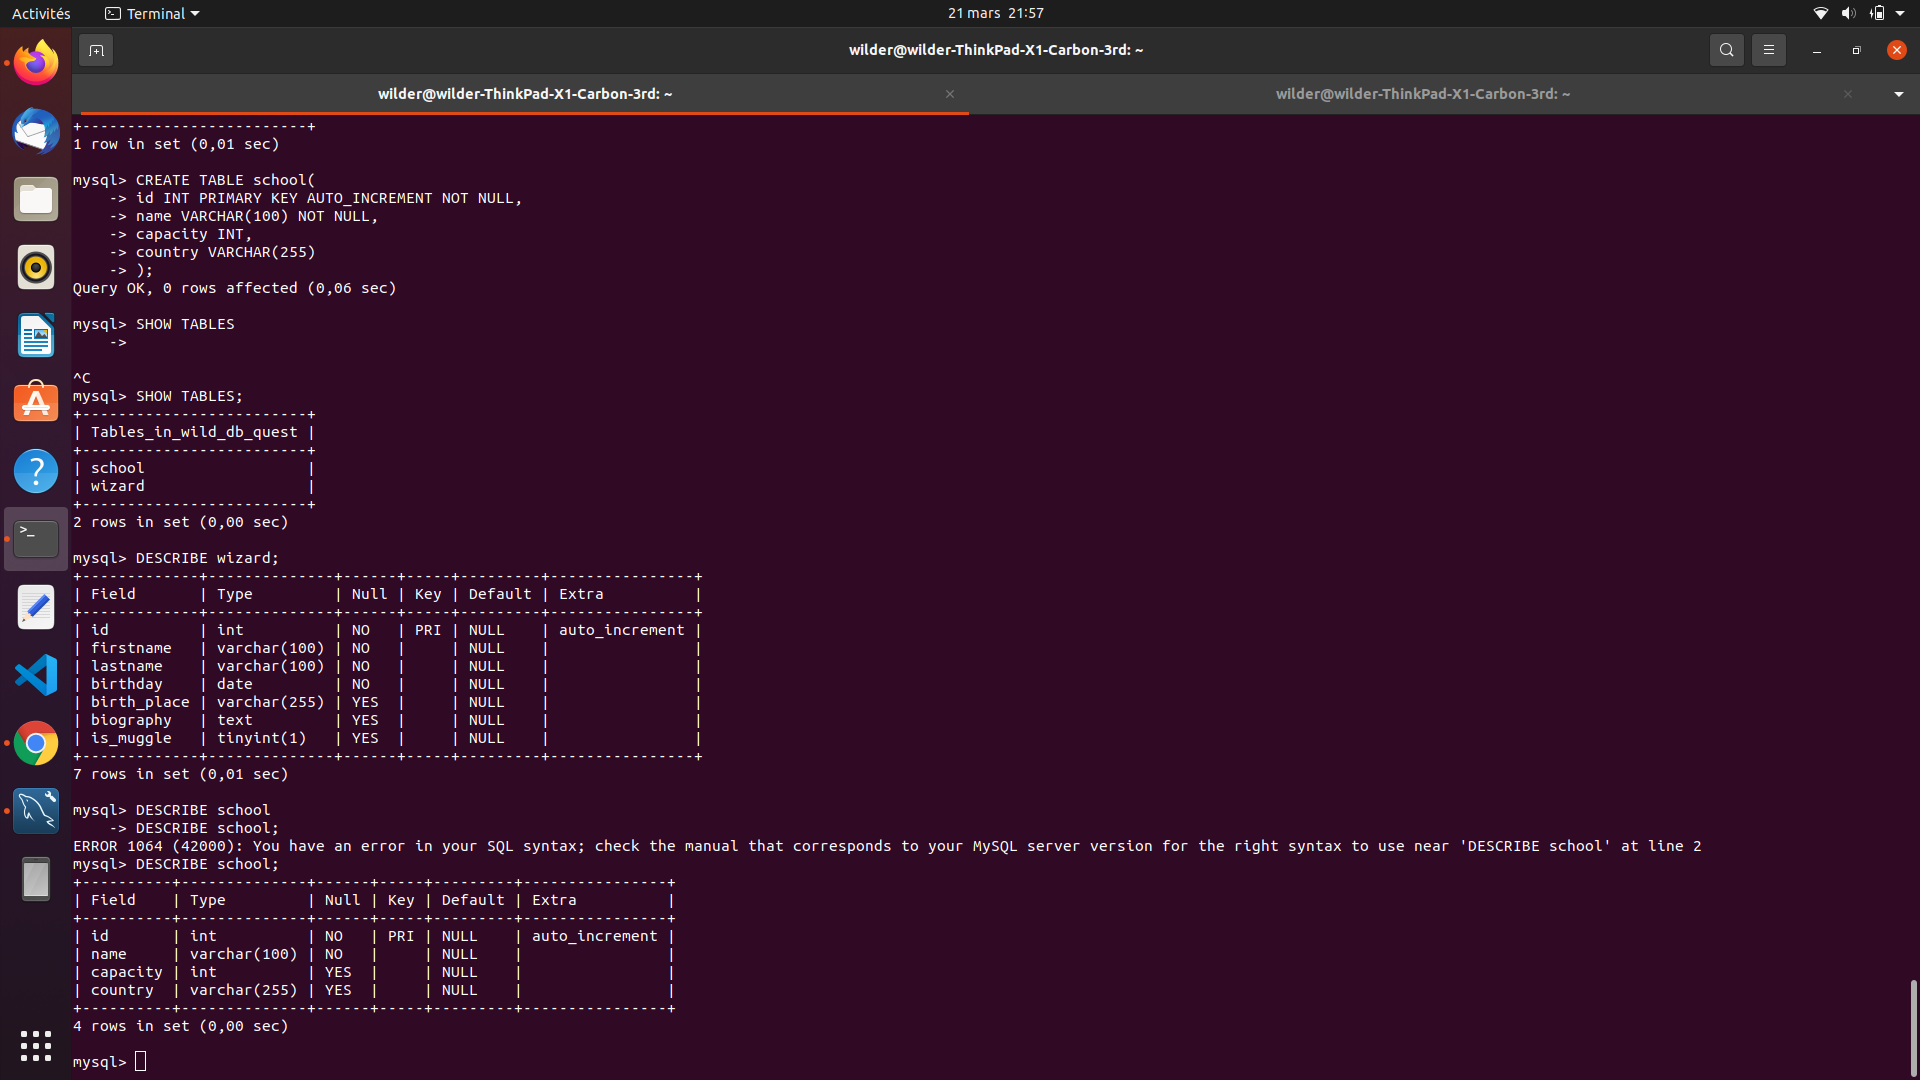 Activités
Terminal
21 mars 21:57
wilder@wilder-ThinkPad-X1-Carbon-3rd: ~
wilder@wilder-ThinkPad-X1-Carbon-3rd: ~
wilder@wilder-ThinkPad-X1-Carbon-3rd: ~
+-------------------------+
1 row in set (0,01 sec)
mysql> CREATE TABLE school(
    -> id INT PRIMARY KEY AUTO_INCREMENT NOT NULL,
    -> name VARCHAR(100) NOT NULL,
    -> capacity INT,
    -> country VARCHAR(255)
    -> );
Query OK, 0 rows affected (0,06 sec)
mysql> SHOW TABLES
    ->
^C
mysql> SHOW TABLES;
+-------------------------+
| Tables_in_wild_db_quest |
+-------------------------+
| school                  |
| wizard                  |
+-------------------------+
2 rows in set (0,00 sec)
mysql> DESCRIBE wizard;
+-------------+--------------+------+-----+---------+----------------+
| Field       | Type         | Null | Key | Default | Extra          |
+-------------+--------------+------+-----+---------+----------------+
| id          | int          | NO   | PRI | NULL    | auto_increment |
| firstname   | varchar(100) | NO   |     | NULL    |                |
| lastname    | varchar(100) | NO   |     | NULL    |                |
| birthday    | date         | NO   |     | NULL    |                |
| birth_place | varchar(255) | YES  |     | NULL    |                |
| biography   | text         | YES  |     | NULL    |                |
| is_muggle   | tinyint(1)   | YES  |     | NULL    |                |
+-------------+--------------+------+-----+---------+----------------+
7 rows in set (0,01 sec)
mysql> DESCRIBE school
    -> DESCRIBE school;
ERROR 1064 (42000): You have an error in your SQL syntax; check the manual that corresponds to your MySQL server version for the right syntax to use near 'DESCRIBE school' at line 2
mysql> DESCRIBE school;
+----------+--------------+------+-----+---------+----------------+
| Field    | Type         | Null | Key | Default | Extra          |
+----------+--------------+------+-----+---------+----------------+
| id       | int          | NO   | PRI | NULL    | auto_increment |
| name     | varchar(100) | NO   |     | NULL    |                |
| capacity | int          | YES  |     | NULL    |                |
| country  | varchar(255) | YES  |     | NULL    |                |
+----------+--------------+------+-----+---------+----------------+
4 rows in set (0,00 sec)
mysql>